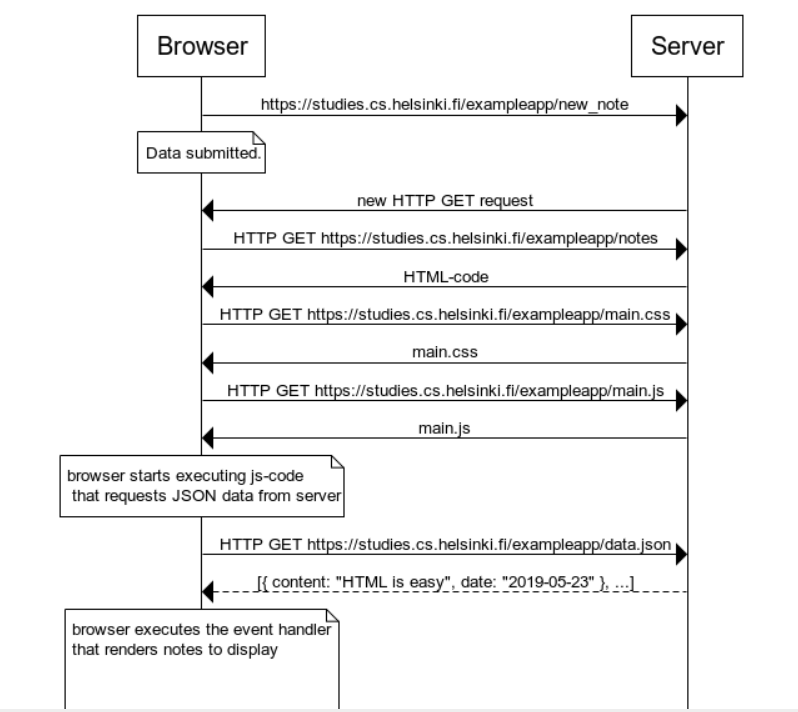 Browser
Server
https://studies.cs.helsinki.fi/exampleapp/new_note
Data submitted.
new HTTP GET request
HTTP GET https://studies.cs.helsinki.fi/exampleapp/notes
HTML-code
HTTP GET https://studies.cs.helsinki.fi/exampleapp/main.css
main.css
HTTP GET https://studies.cs.helsinki.fi/exampleapp/main.js
main.js
browser starts executing js-code
that requests JSON data from server
HTTP GET https://studies.cs.helsinki.fi/exampleapp/data.json
[{ content: "HTML is easy", date: "2019-05-23" }, ...]
browser executes the event handler
that renders notes to display